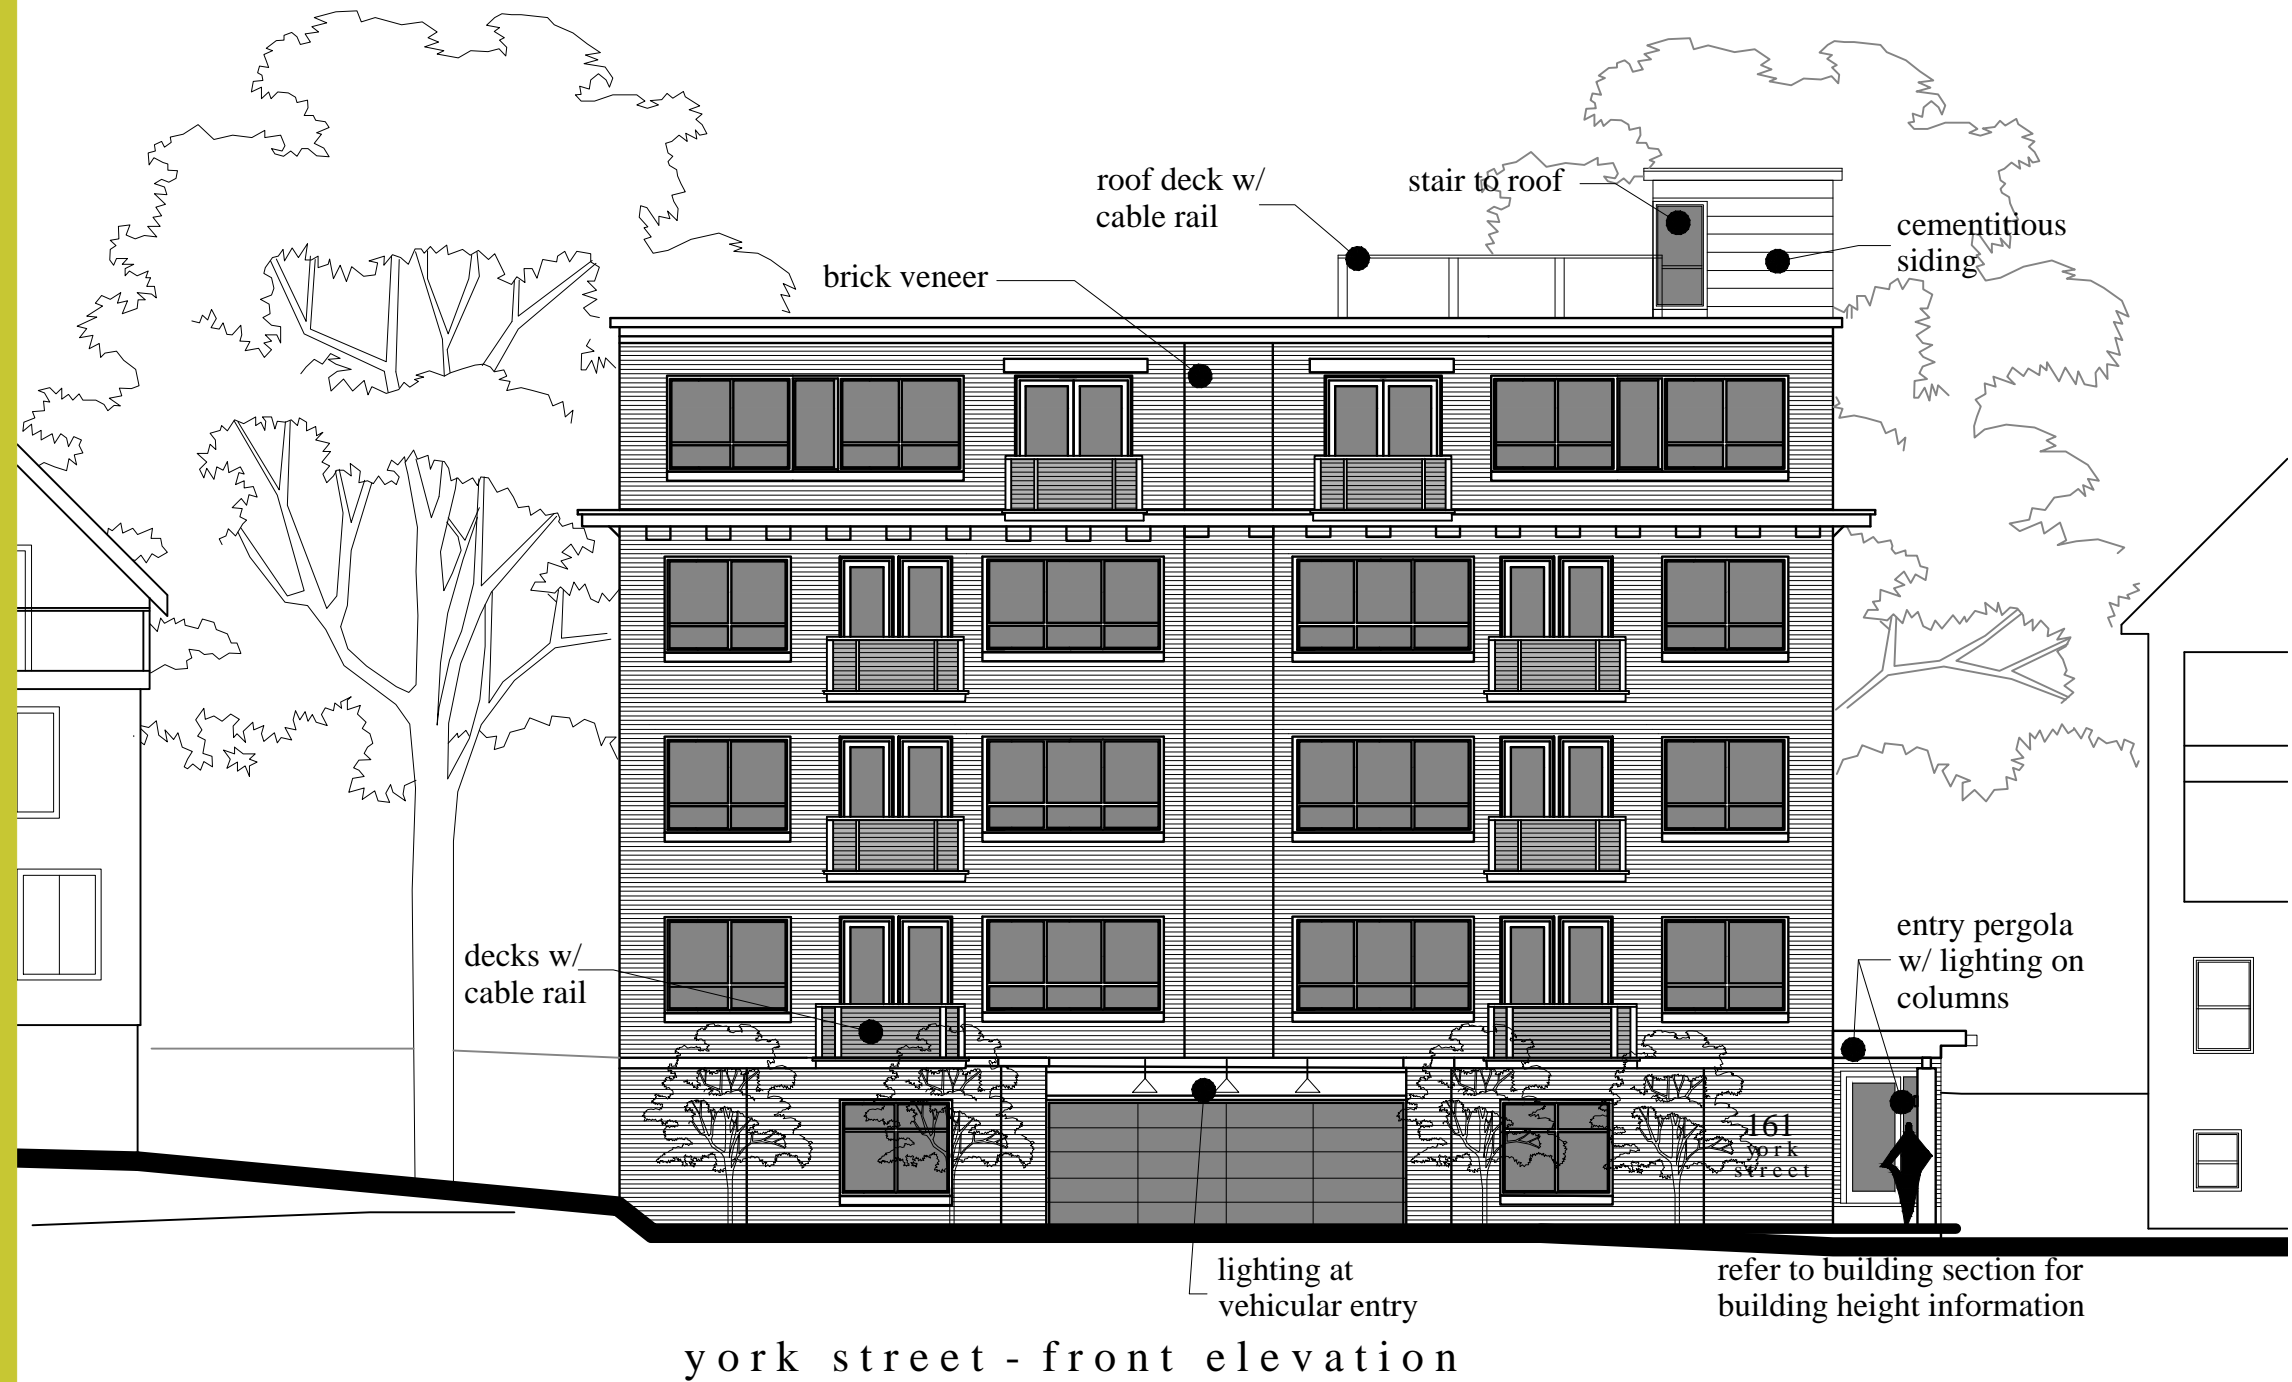 roof deck w/
cable rail
stair to roof
cementitious
siding
brick veneer
decks w/
cable rail
entry pergola
w/ lighting on
columns
161
york
street
lighting at
vehicular entry
refer to building section for
building height information
york street - front elevation